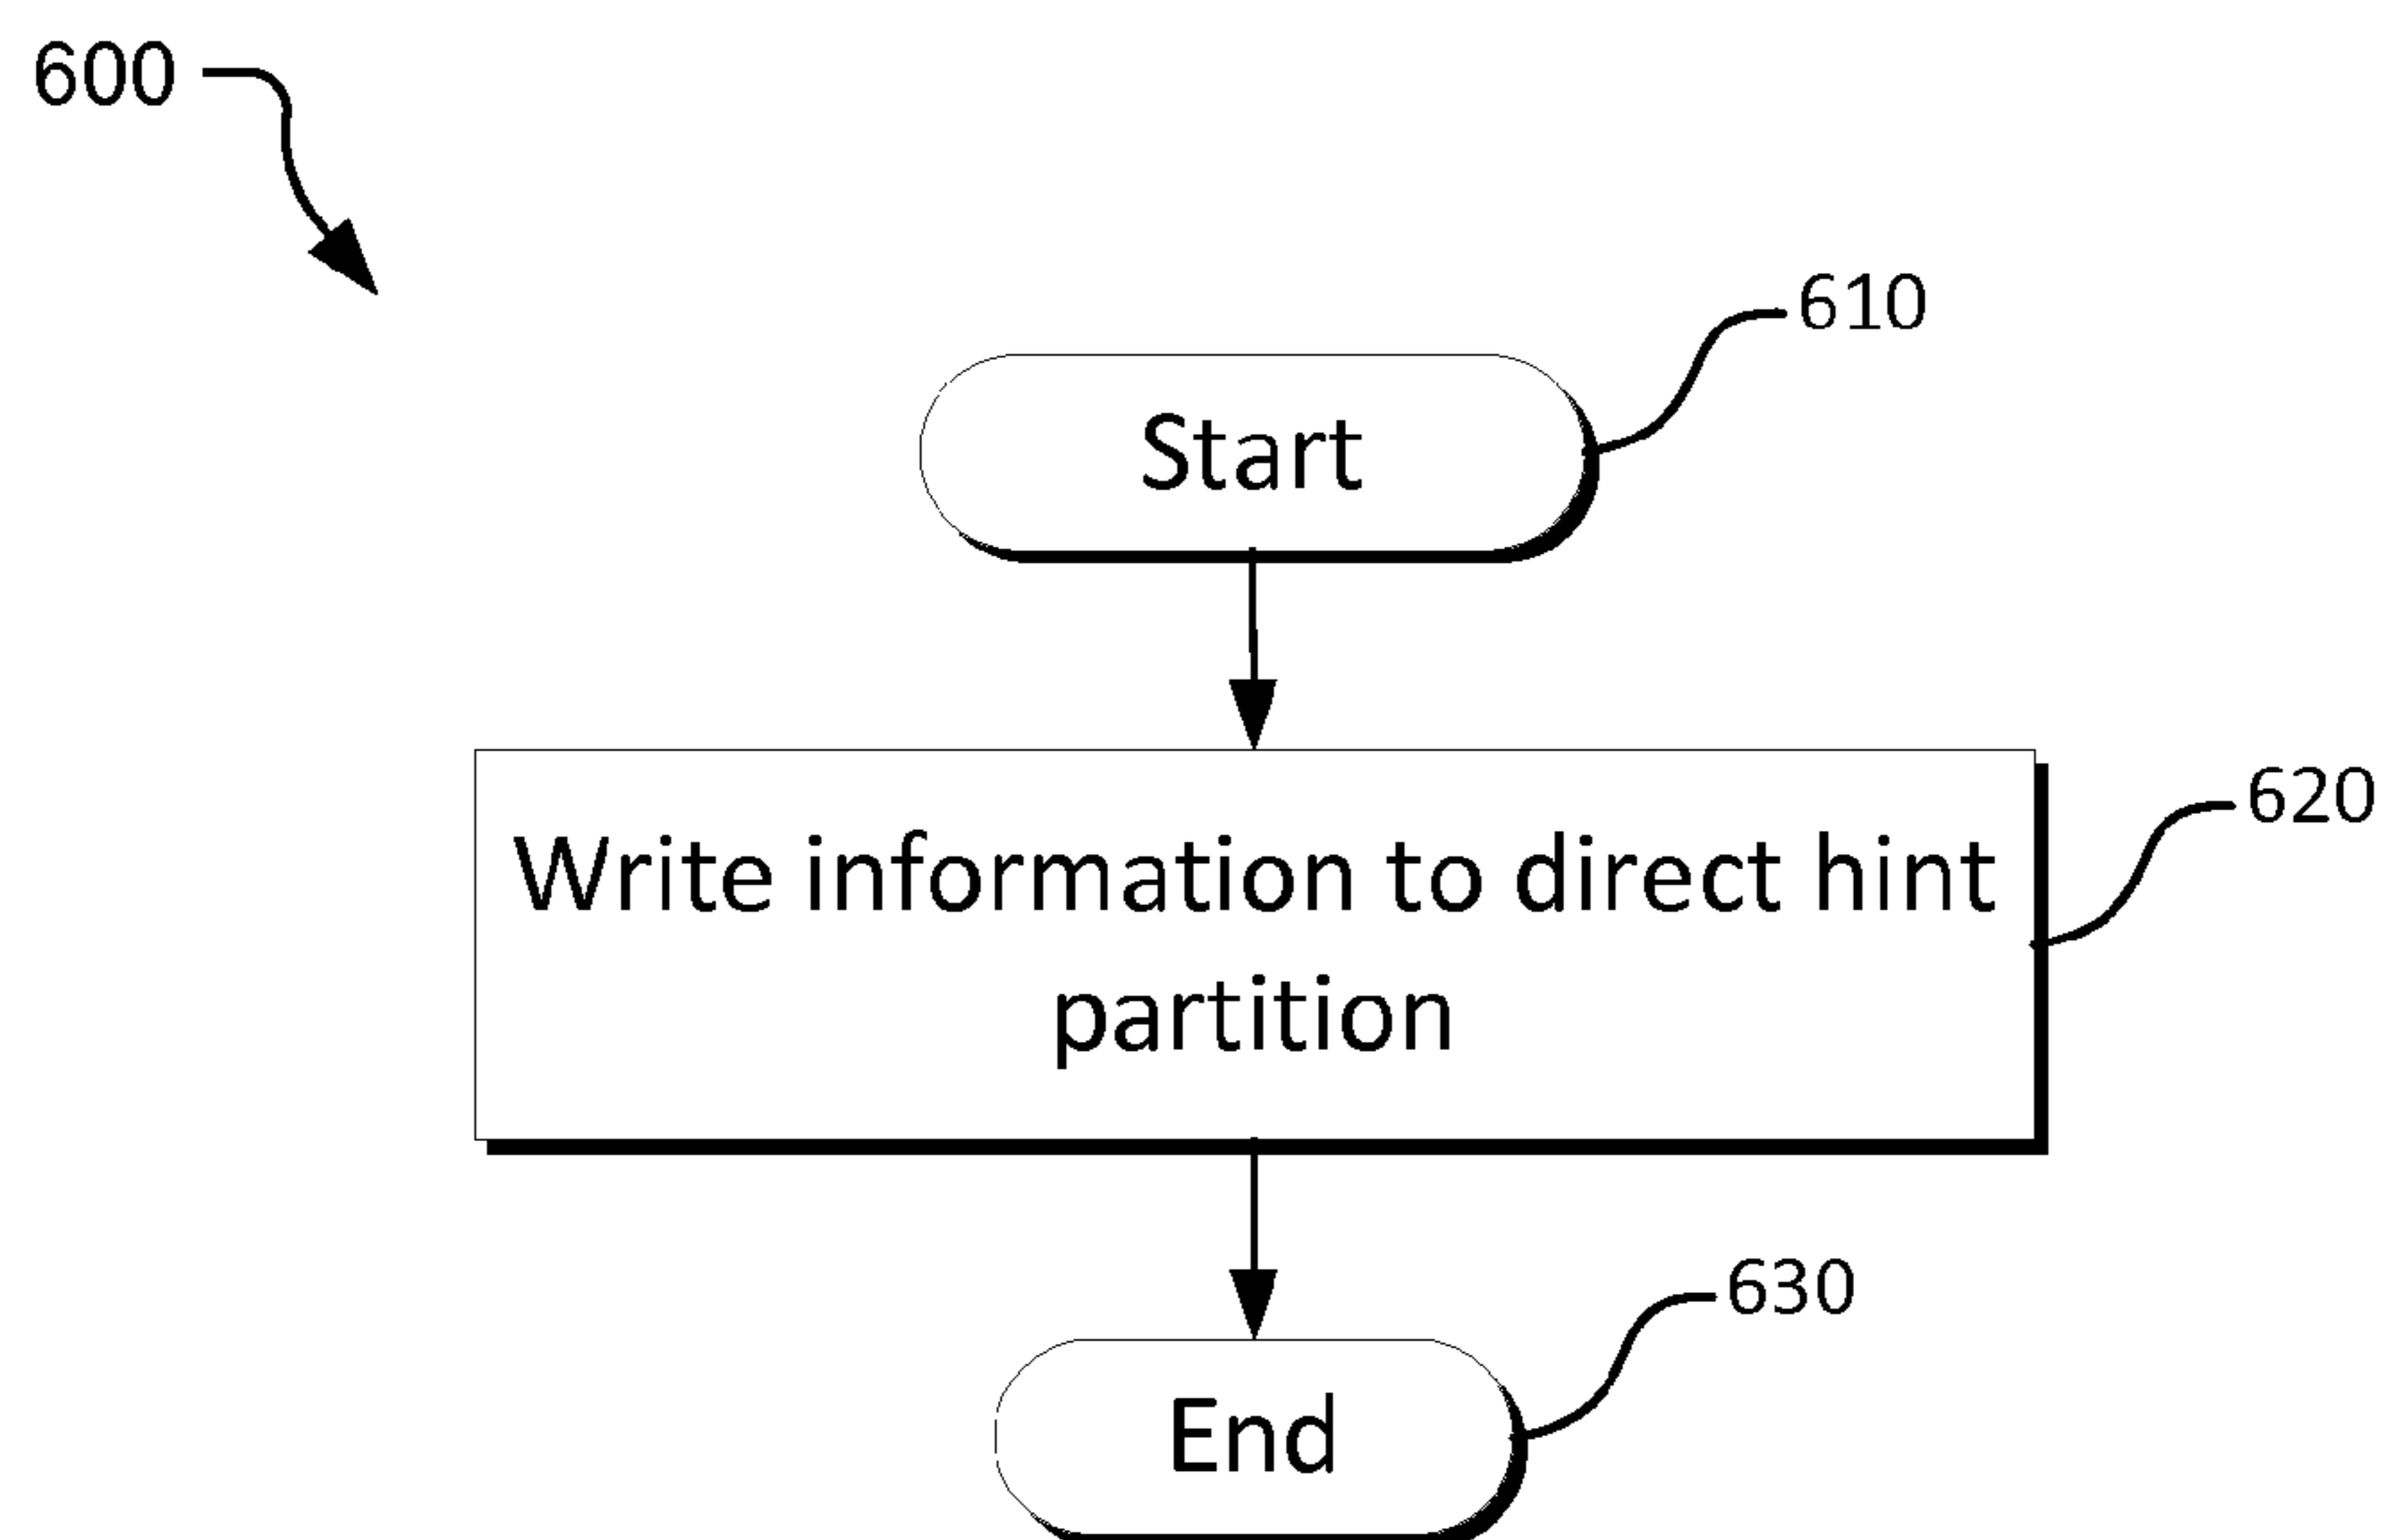 600
610
Start
620
Write information to direct hint
partition
630
End